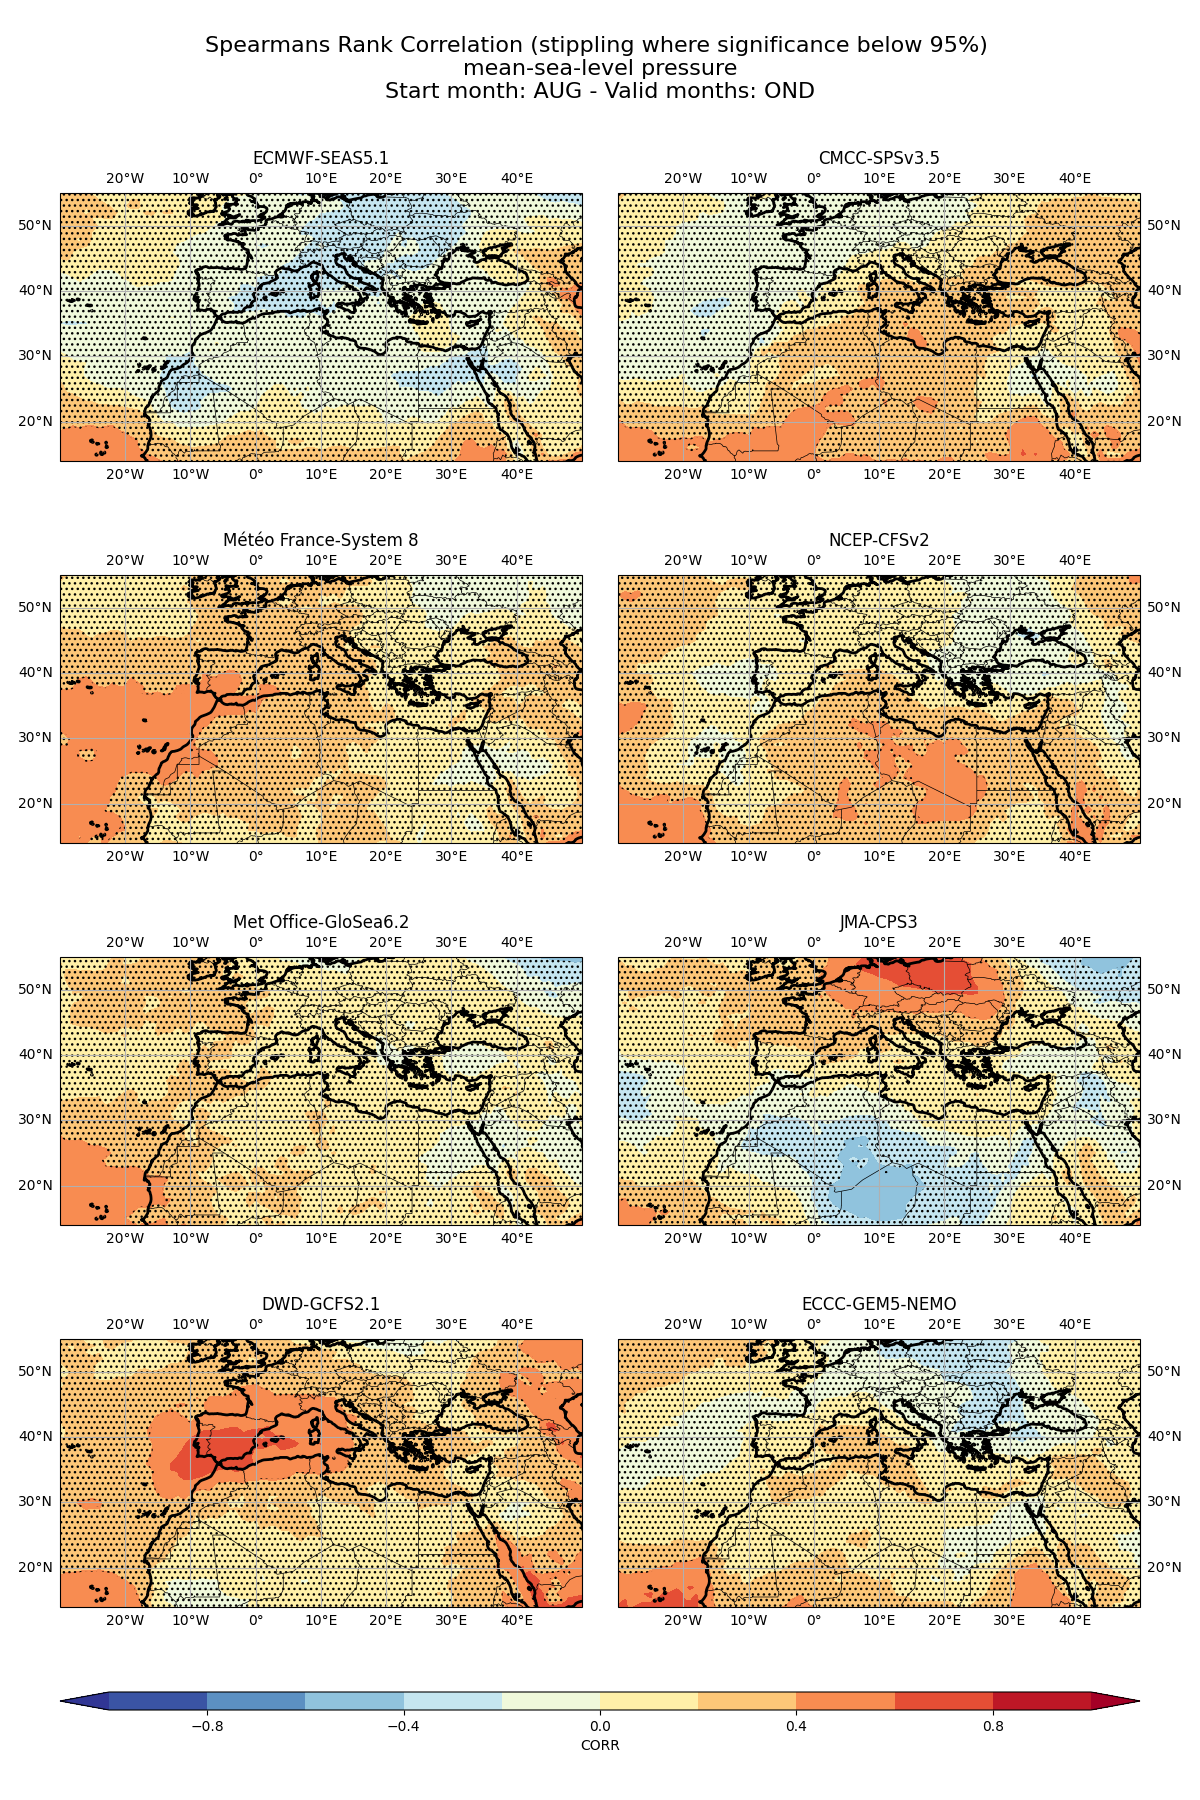 Spearmans Rank Correlation (stippling where significance below 95%)
mean-sea-level pressure
Start month: AUG - Valid months: OND
ECMWF-SEAS5.1
20°W 10°W 0° 10°E 20°E 30°E 40°E
50°N
40°N
30°N
20°N
20°W 10°W 0° 10°E 20°E 30°E 40°E
CMCC-SPSv3.5
20°W 10°W 0° 10°E 20°E 30°E 40°E
50°N
40°N
30°N
20°N
20°W 10°W 0° 10°E 20°E 30°E 40°E
Météo France-System 8
20°W 10°W 0° 10°E 20°E 30°E 40°E
50°N
40°N
30°N
20°N
20°W 10°W 0° 10°E 20°E 30°E 40°E
NCEP-CFSv2
20°W 10°W 0° 10°E 20°E 30°E 40°E
50°N
40°N
30°N
20°N
20°W 10°W 0° 10°E 20°E 30°E 40°E
Met Office-GloSea6.2
20°W 10°W 0° 10°E 20°E 30°E 40°E
50°N
40°N
30°N
20°N
20°W 10°W 0° 10°E 20°E 30°E 40°E
JMA-CPS3
20°W 10°W 0° 10°E 20°E 30°E 40°E
50°N
40°N
30°N
20°N
20°W 10°W 0° 10°E 20°E 30°E 40°E
DWD-GCFS2.1
20°W 10°W 0° 10°E 20°E 30°E 40°E
50°N
40°N
30°N
20°N
20°W 10°W 0° 10°E 20°E 30°E 40°E
ECCC-GEM5-NEMO
20°W 10°W 0° 10°E 20°E 30°E 40°E
50°N
40°N
30°N
20°N
20°W 10°W 0° 10°E 20°E 30°E 40°E
−0.8 −0.4 0.0 0.4 0.8
CORR